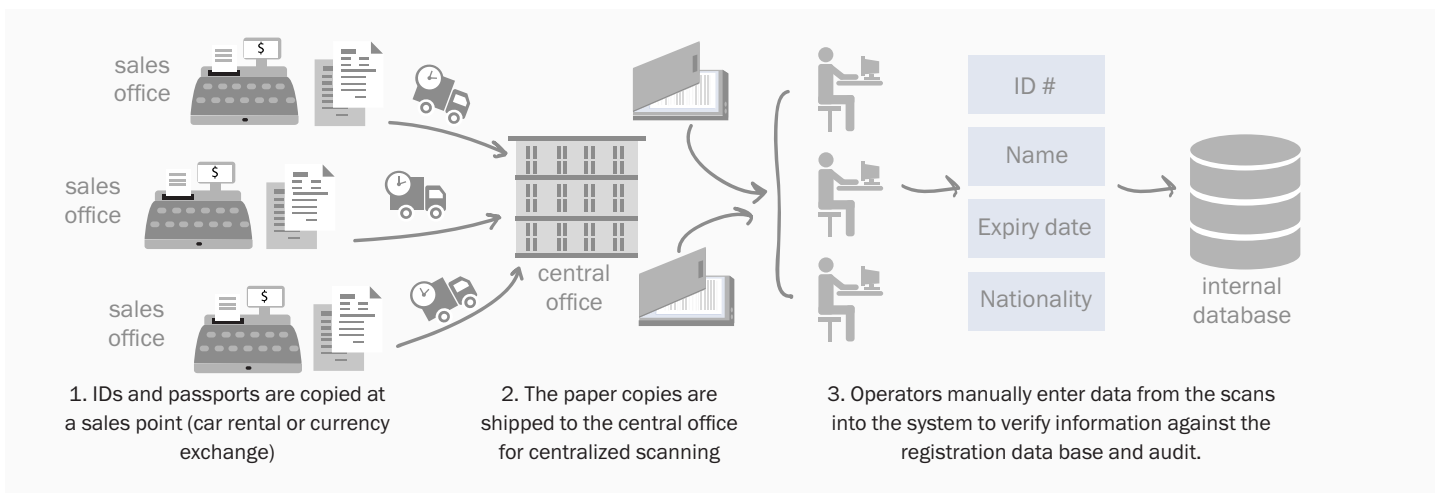 sales
office
$
sales
office
$
sales
office
$
central
office
ID #
Name
Expiry date
Nationality
internal
database
1. IDs and passports are copied at
a sales point (car rental or currency
exchange)
2. The paper copies are
shipped to the central office
for centralized scanning
3. Operators manually enter data from the scans
into the system to verify information against the
registration data base and audit.